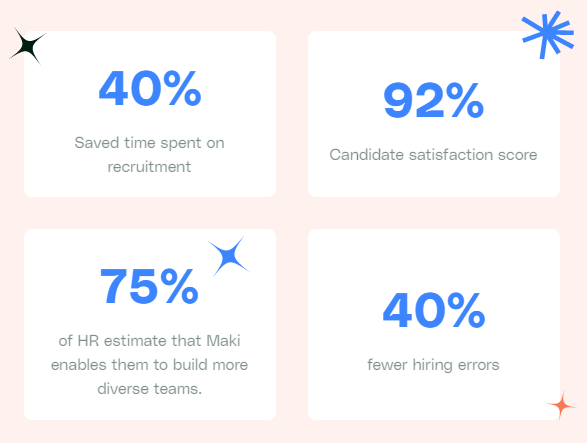 40%
Saved time spent on
recruitment
92%
Candidate satisfaction score
75%
of HR estimate that Maki
enables them to build more
diverse teams.
40%
fewer hiring errors